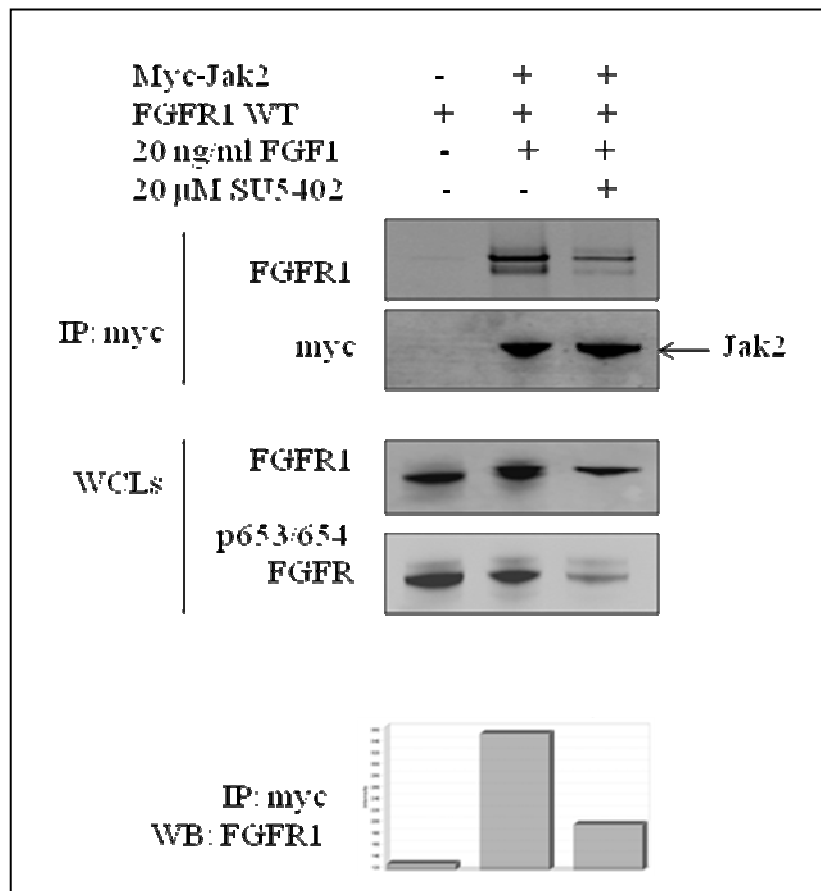 Myc-Jak2 - + +
FGFR1 WT + + +
20 ng/ml FGF1 - + +
20 µM SU5402 - - +
FGFR1
IP: myc
myc
Jak2
FGFR1
WCLs
p653/654
FGFR
IP: myc
WB: FGFR1